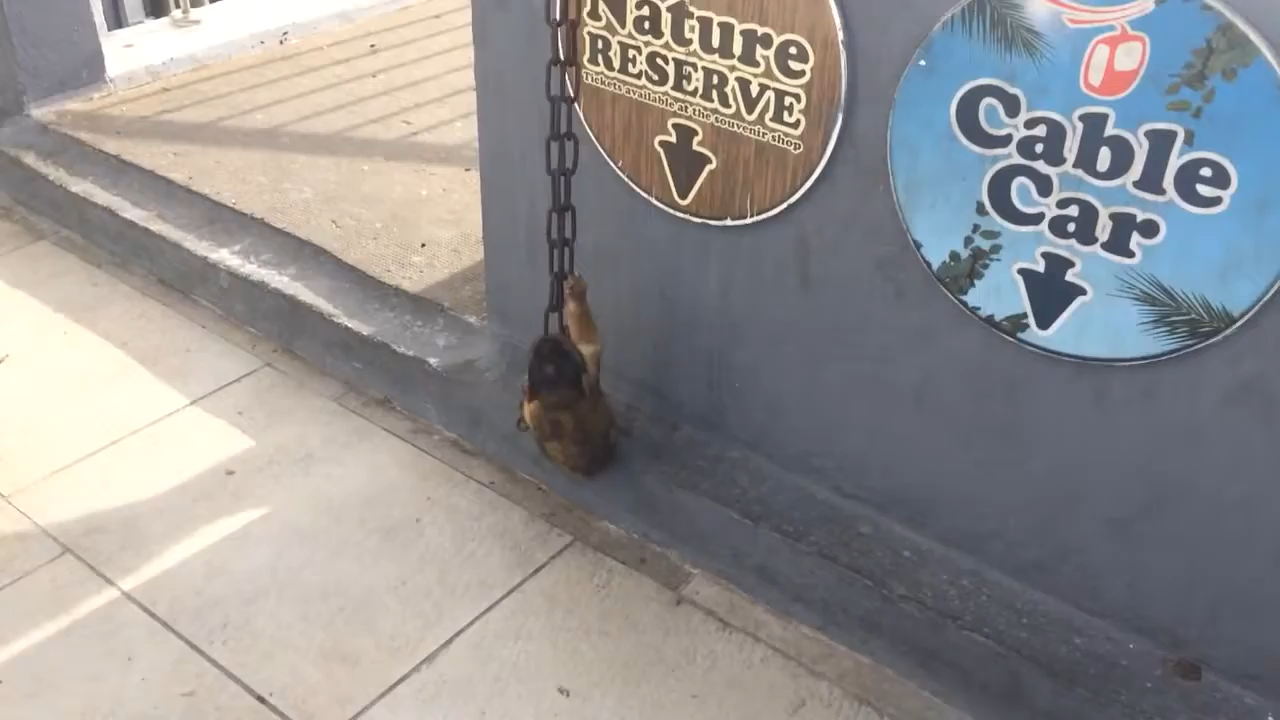 Nature
RESERVE
Tickets available at the souvenir shop
Cable
Car